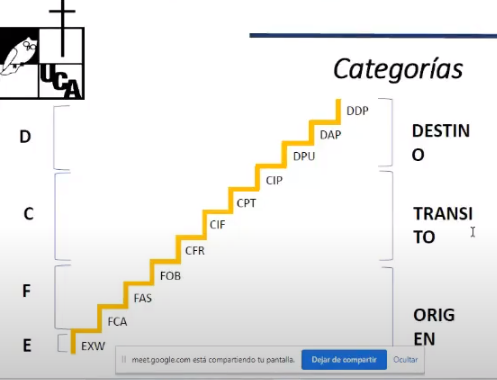 UCA
Categorías
DDP
D
DAP
DESTIN
O
DPU
CIP
C
CPT
TRANSI
TO
CIF
CFR
FOB
F
FAS
ORIG
EN
FCA
E
EXW
meet.google.com está compartiendo tu pantalla.
Dejar de compartir
Ocultar